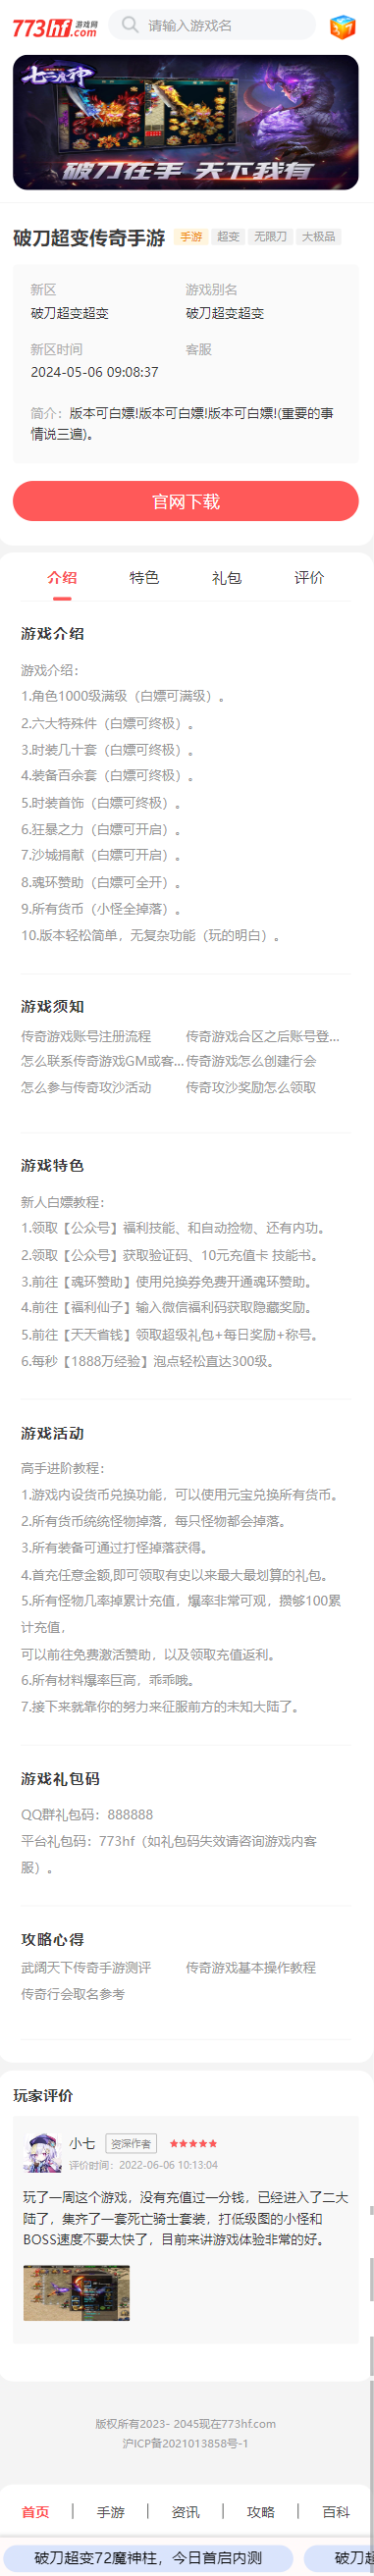 773hf游戏网.com
请输入游戏名
七三灵神
破刀在手 天下我有
破刀超变传奇手游 手游 超变 无限刀 大极品
新区 游戏别名
破刀超变超变 破刀超变超变
新区时间 客服
2024-05-06 09:08:37
简介：版本可白嫖!版本可白嫖!版本可白嫖!(重要的事
情说三遍)。
官网下载
介绍 特色 礼包 评价
游戏介绍
游戏介绍：
1.角色1000级满级（白嫖可满级）。
2.六大特殊件（白嫖可终极）。
3.时装几十套（白嫖可终极）。
4.装备百余套（白嫖可终极）。
5.时装首饰（白嫖可终极）。
6.狂暴之力（白嫖可开启）。
7.沙城捐献（白嫖可开启）。
8.魂环赞助（白嫖可全开）。
9.所有货币（小怪全掉落）。
10.版本轻松简单，无复杂功能（玩的明白）。
游戏须知
传奇游戏账号注册流程 传奇游戏合区之后账号登...
怎么联系传奇游戏GM或客... 传奇游戏怎么创建行会
怎么参与传奇攻沙活动 传奇攻沙奖励怎么领取
游戏特色
新人白嫖教程：
1.领取【公众号】福利技能、和自动捡物、还有内功。
2.领取【公众号】获取验证码、10元充值卡 技能书。
3.前往【魂环赞助】使用兑换券免费开通魂环赞助。
4.前往【福利仙子】输入微信福利码获取隐藏奖励。
5.前往【天天省钱】领取超级礼包+每日奖励+称号。
6.每秒【1888万经验】泡点轻松直达300级。
游戏活动
高手进阶教程：
1.游戏内设货币兑换功能，可以使用元宝兑换所有货币。
2.所有货币统统怪物掉落，每只怪物都会掉落。
3.所有装备可通过打怪掉落获得。
4.首充任意金额,即可领取有史以来最大最划算的礼包。
5.所有怪物几率掉累计充值，爆率非常可观，攒够100累
计充值，
可以前往免费激活赞助，以及领取充值返利。
6.所有材料爆率巨高，乖乖哦。
7.接下来就靠你的努力来征服前方的未知大陆了。
游戏礼包码
QQ群礼包码：888888
平台礼包码：773hf（如礼包码失效请咨询游戏内客
服）。
攻略心得
武阔天下传奇手游测评 传奇游戏基本操作教程
传奇行会取名参考
玩家评价
小七 资深作者 ★★★★★
评价时间：2022-06-06 10:13:04
玩了一周这个游戏，没有充值过一分钱，已经进入了二大
陆了，集齐了一套死亡骑士套装，打低级图的小怪和
BOSS速度不要太快了，目前来讲游戏体验非常的好。
版权所有2023- 2045现在773hf.com
沪ICP备2021013858号-1
首页 | 手游 | 资讯 | 攻略 | 百科
破刀超变72魔神柱，今日首启内测 破刀超